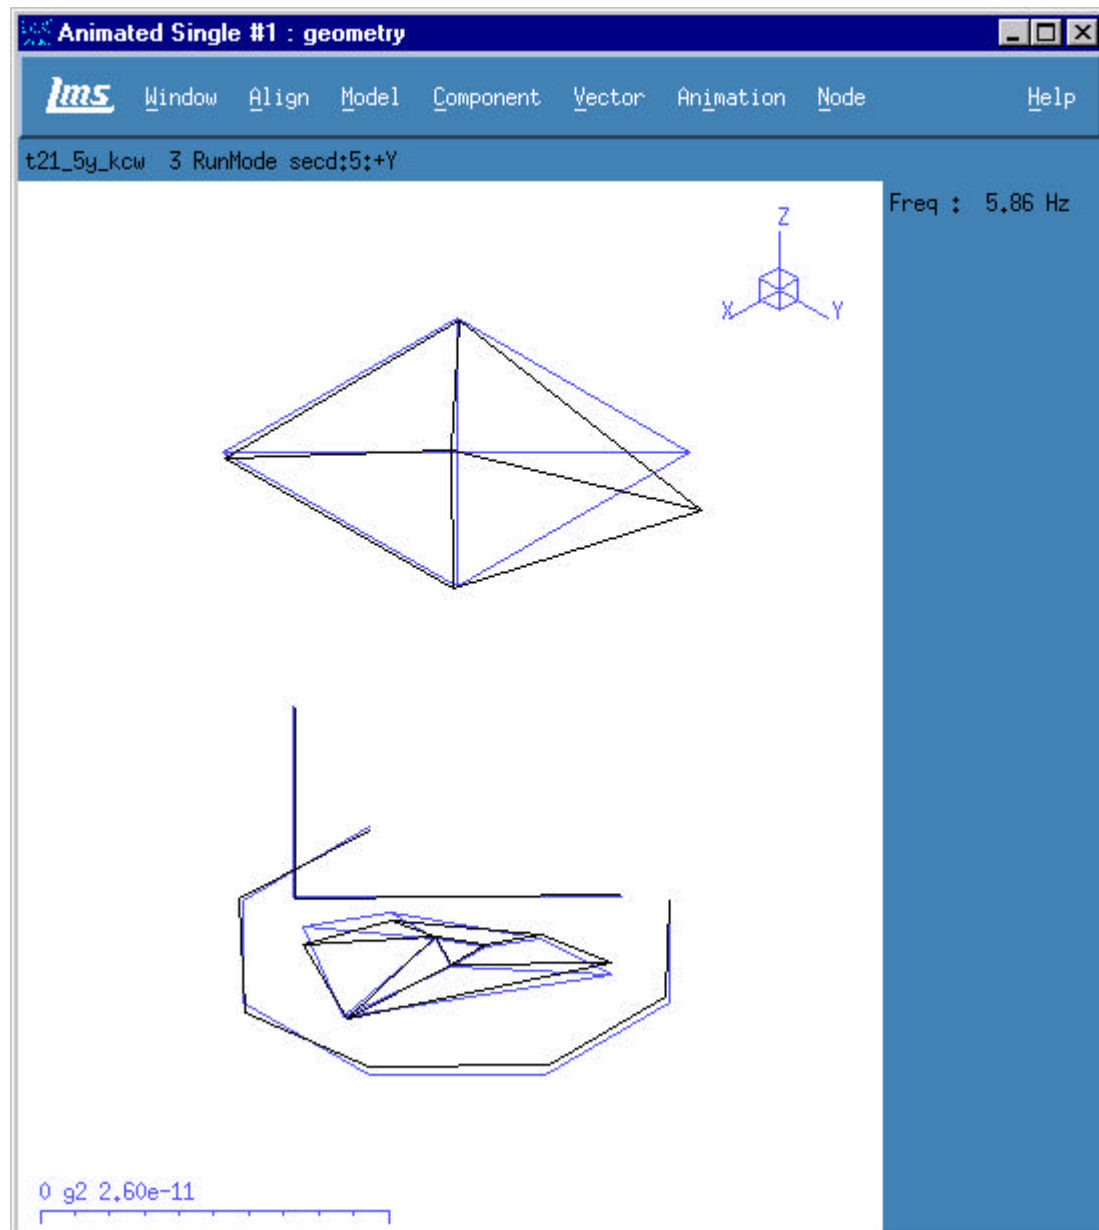 Animated Single #1 : geometry
lms Window Align Model Component Vector Animation Node Help
t21_5y_kcw 3 RunMode secd:5:+Y
Freq : 5.86 Hz
Z
X Y
0 g2 2.60e-11